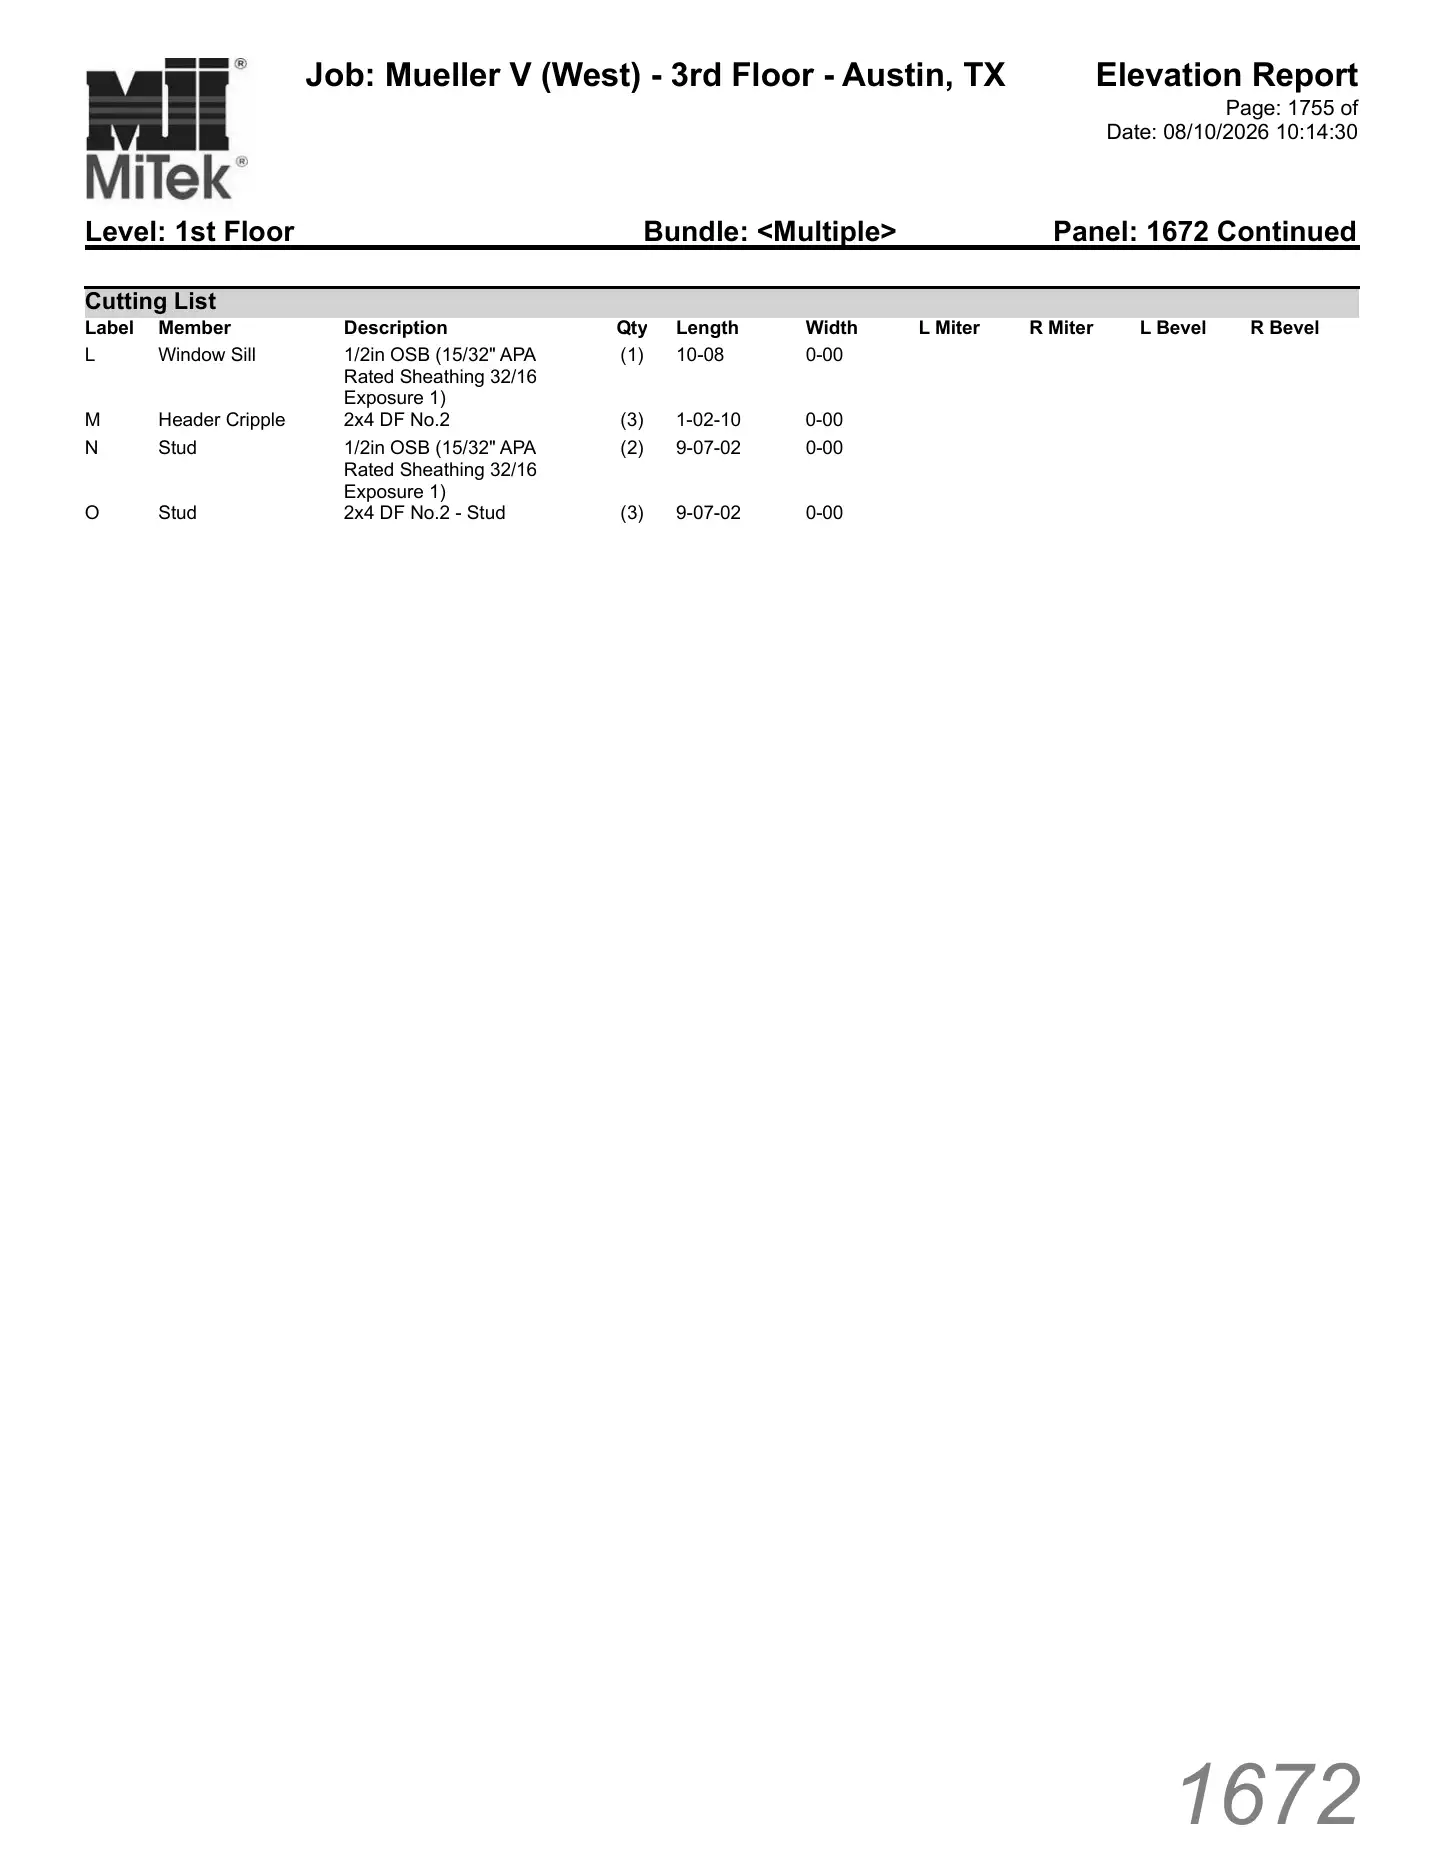 MiTek®
Job: Mueller V (West) - 3rd Floor - Austin, TX
Elevation Report
Page: 1755 of
Date: 08/10/2026 10:14:30
Level: 1st Floor Bundle: <Multiple> Panel: 1672 Continued
Cutting List
Label Member Description Qty Length Width L Miter R Miter L Bevel R Bevel
L Window Sill 1/2in OSB (15/32" APA (1) 10-08 0-00
Rated Sheathing 32/16
Exposure 1)
M Header Cripple 2x4 DF No.2 (3) 1-02-10 0-00
N Stud 1/2in OSB (15/32" APA (2) 9-07-02 0-00
Rated Sheathing 32/16
Exposure 1)
O Stud 2x4 DF No.2 - Stud (3) 9-07-02 0-00
1672